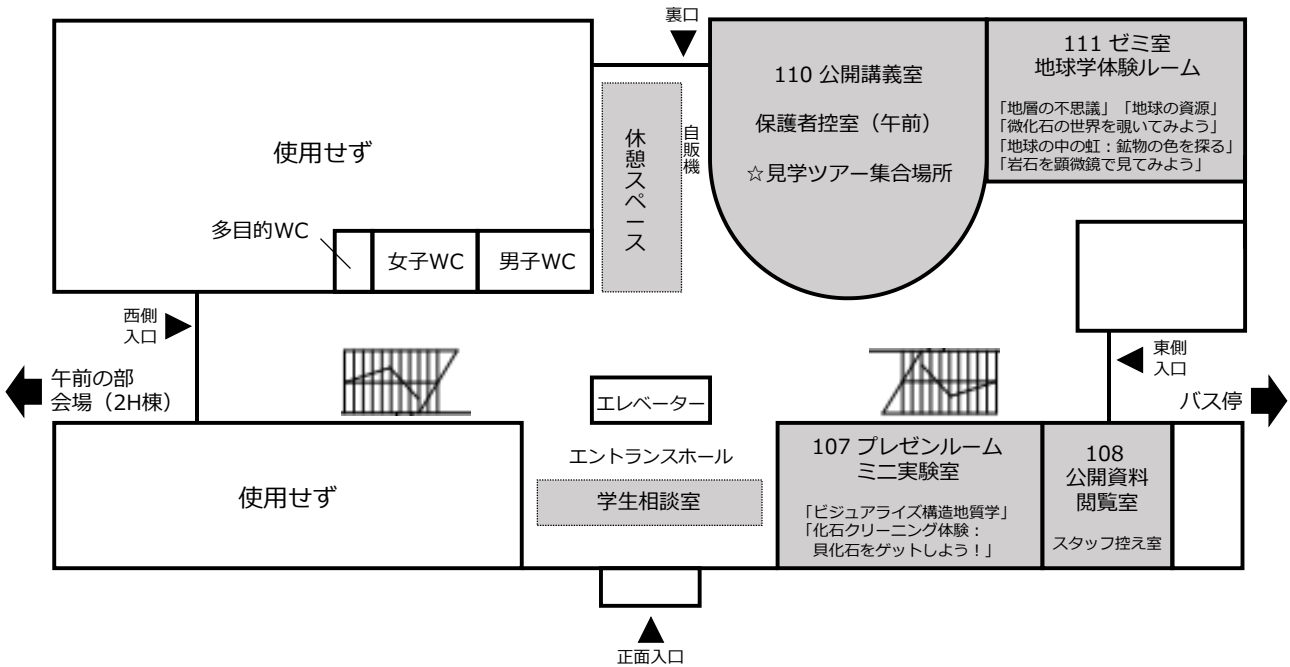 裏口
110 公開講義室
保護者控室（午前）
☆見学ツアー集合場所
111 ゼミ室
地球学体験ルーム
「地層の不思議」「地球の資源」
「微化石の世界を覗いてみよう」
「地球の中の虹：鉱物の色を探る」
「岩石を顕微鏡で見てみよう」
使用せず
休憩スペース
自販機
多目的WC
女子WC
男子WC
西側
入口
東側
入口
午前の部
会場（2H棟）
バス停
エレベーター
エントランスホール
学生相談室
使用せず
107 プレゼンルーム
ミニ実験室
「ビジュアライズ構造地質学」
「化石クリーニング体験：
貝化石をゲットしよう！」
108
公開資料
閲覧室
スタッフ控え室
正面入口